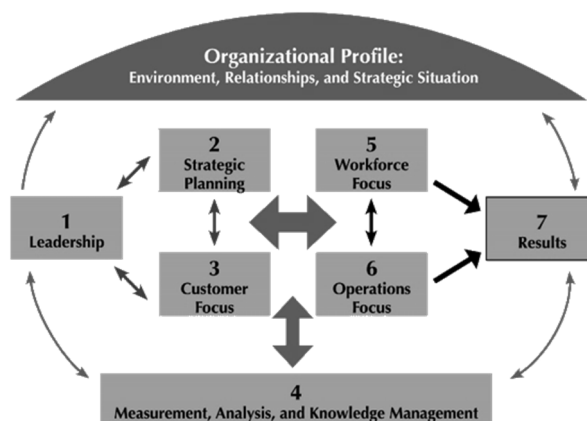 Organizational Profile:
Environment, Relationships, and Strategic Situation
2
Strategic
Planning
5
Workforce
Focus
1
Leadership
7
Results
3
Customer
Focus
6
Operations
Focus
4
Measurement, Analysis, and Knowledge Management